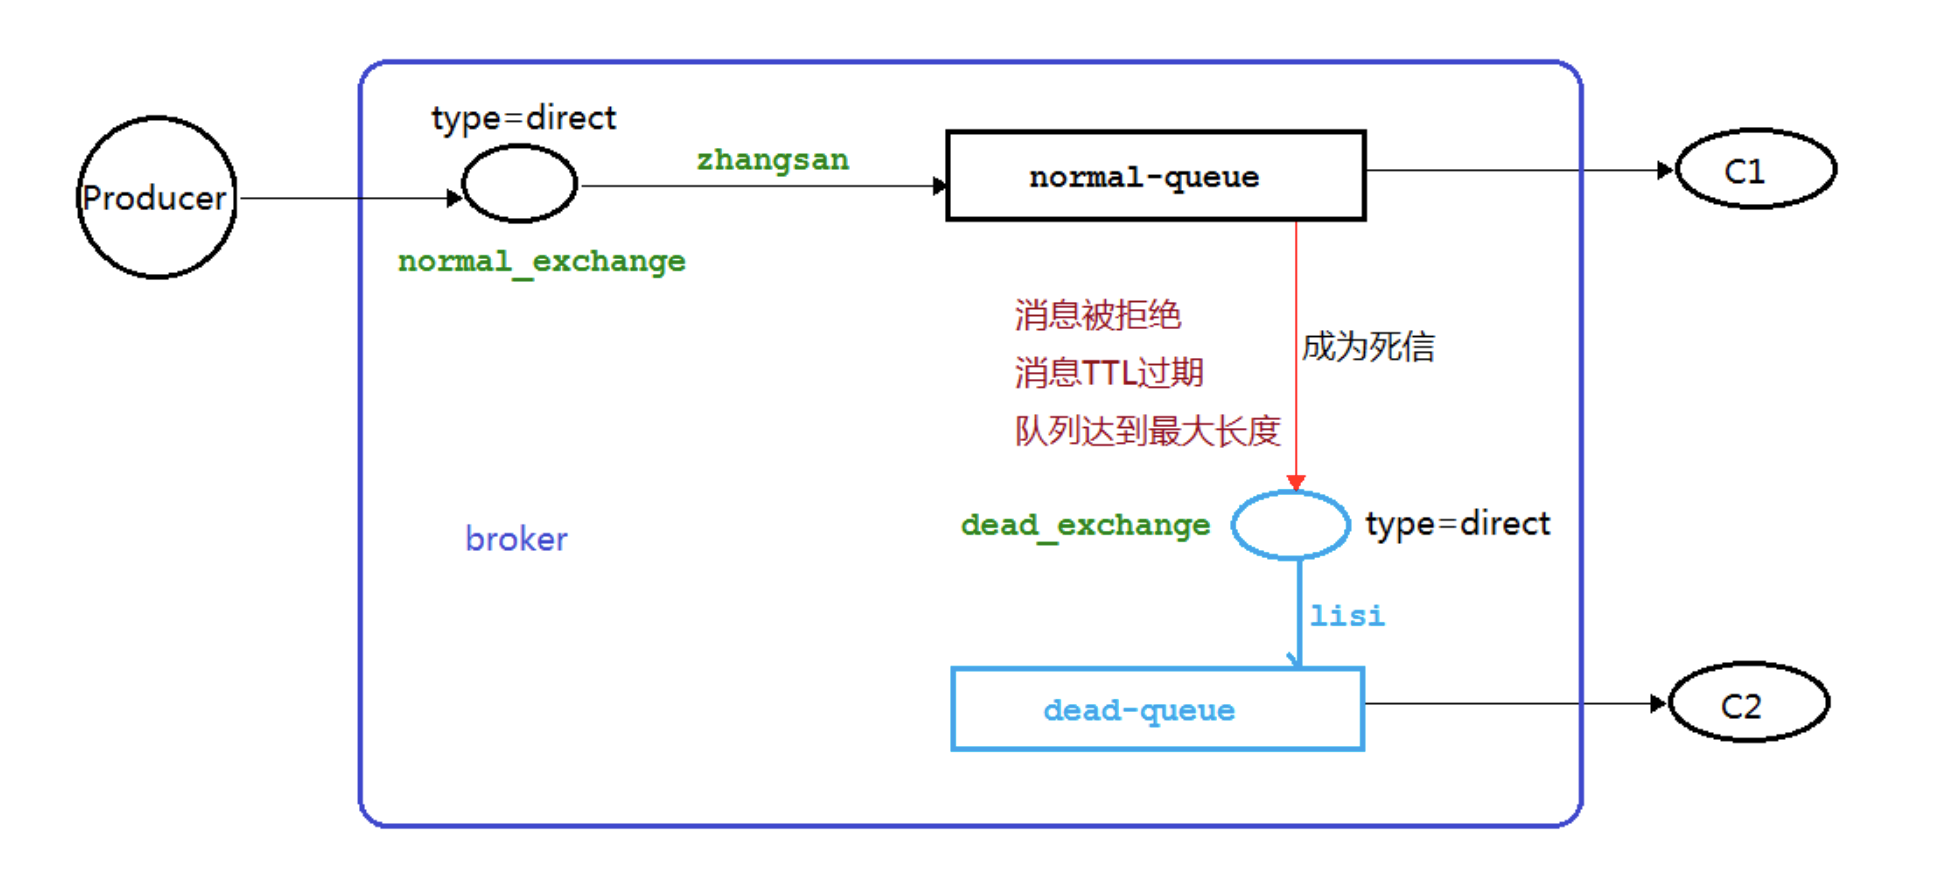 type=direct
zhangsan
Producer
normal-queue
C1
normal_exchange
消息被拒绝
成为死信
消息TTL过期
队列达到最大长度
dead_exchange
type=direct
broker
lisi
dead-queue
C2